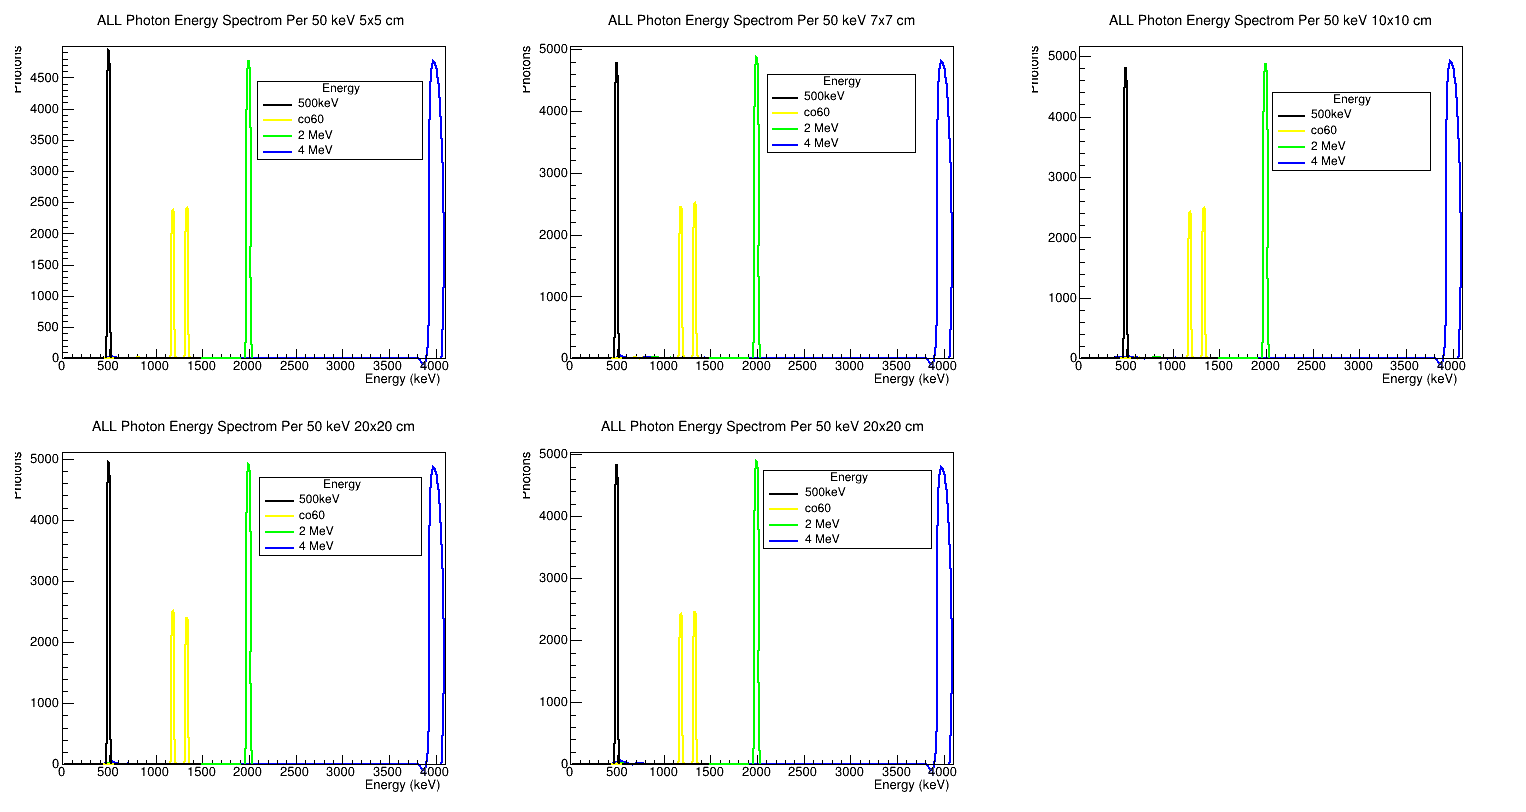 ALL Photon Energy Spectrom Per 50 keV 5x5 cm
Photons
4500
4000
3500
3000
2500
2000
1500
1000
500
0
Energy
500keV
co60
2 MeV
4 MeV
0 500 1000 1500 2000 2500 3000 3500 4000
Energy (keV)
ALL Photon Energy Spectrom Per 50 keV 7x7 cm
Photons
5000
4000
3000
2000
1000
0
Energy
500keV
co60
2 MeV
4 MeV
0 500 1000 1500 2000 2500 3000 3500 4000
Energy (keV)
ALL Photon Energy Spectrom Per 50 keV 10x10 cm
Photons
5000
4000
3000
2000
1000
0
Energy
500keV
co60
2 MeV
4 MeV
0 500 1000 1500 2000 2500 3000 3500 4000
Energy (keV)
ALL Photon Energy Spectrom Per 50 keV 20x20 cm
Photons
5000
4000
3000
2000
1000
0
Energy
500keV
co60
2 MeV
4 MeV
0 500 1000 1500 2000 2500 3000 3500 4000
Energy (keV)
ALL Photon Energy Spectrom Per 50 keV 20x20 cm
Photons
5000
4000
3000
2000
1000
0
Energy
500keV
co60
2 MeV
4 MeV
0 500 1000 1500 2000 2500 3000 3500 4000
Energy (keV)